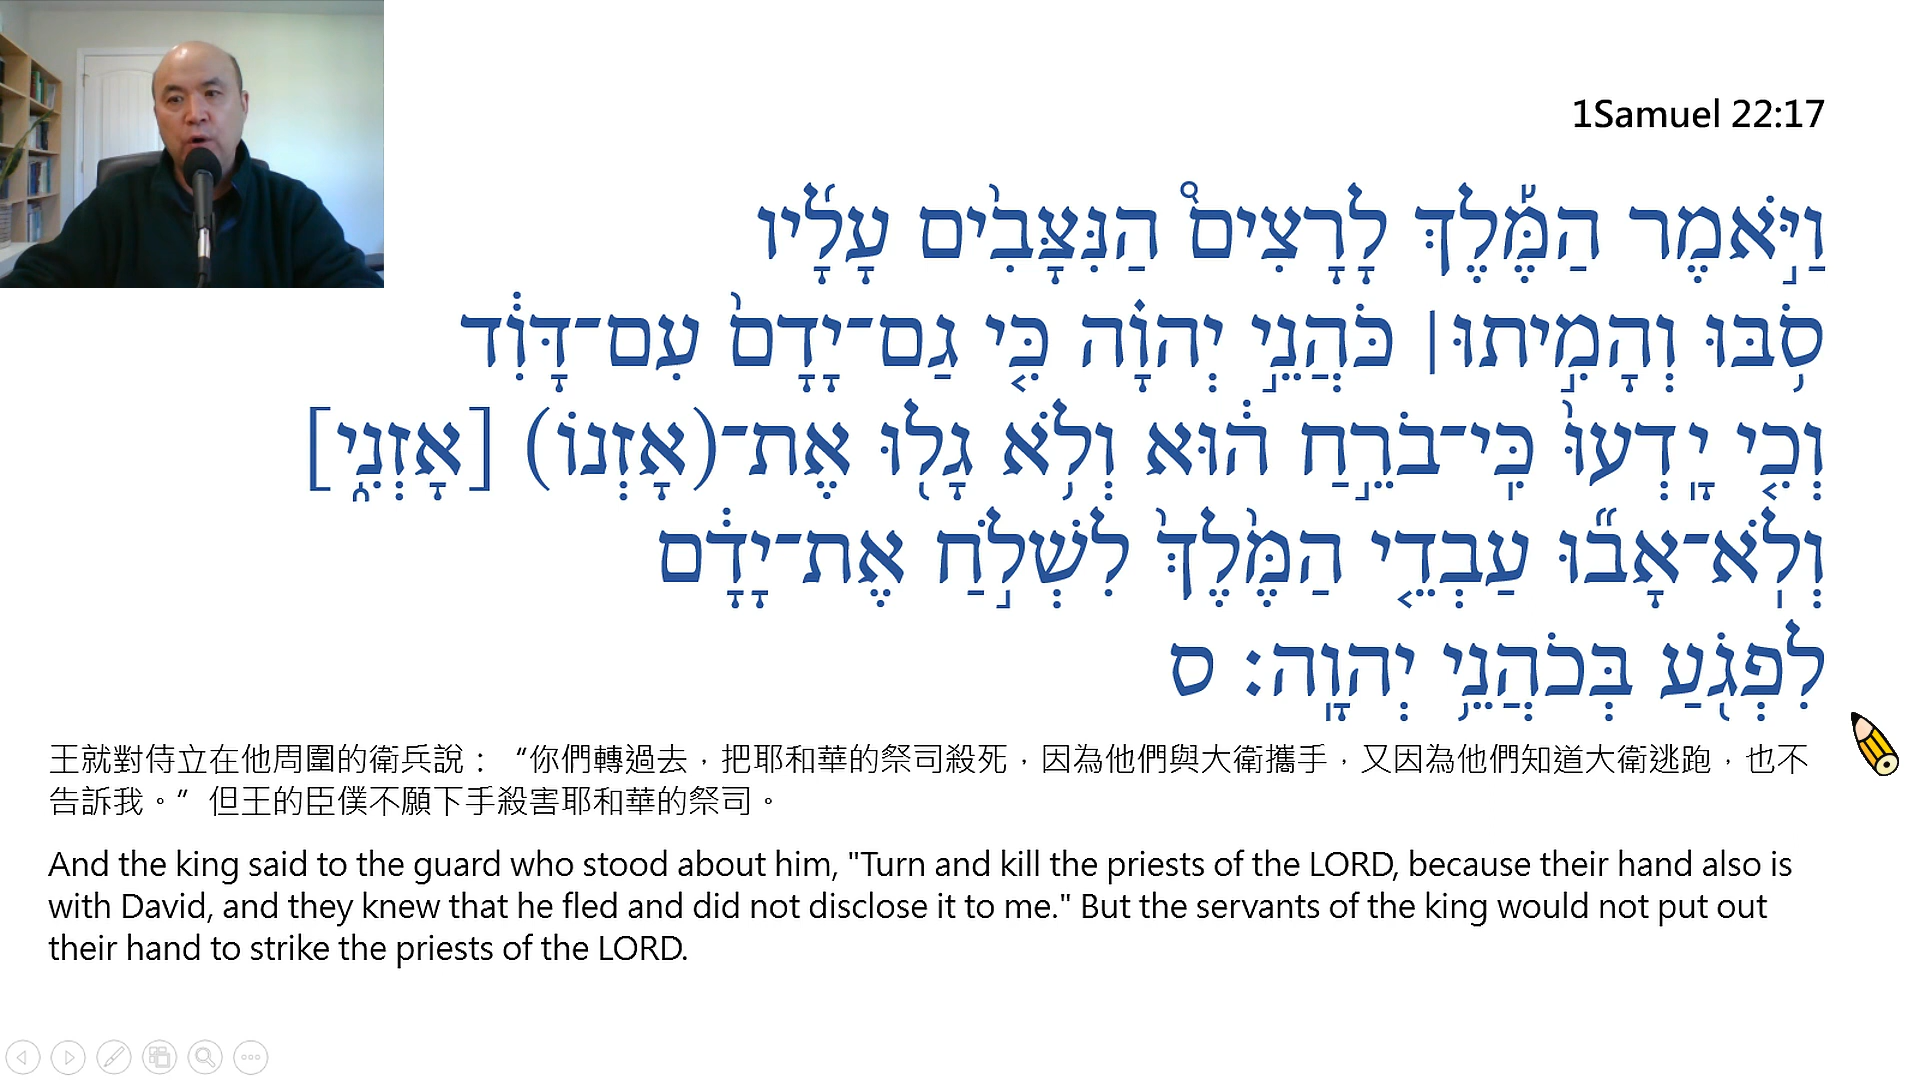 1Samuel 22:17
וַיֹּ֣אמֶר הַמֶּ֡לֶךְ לָרָצִים֩ הַנִּצָּבִ֨ים עָלָ֜יו
סֹ֥בּוּ וְהָמִ֣יתוּ׀ כֹּהֲנֵ֣י יְהוָ֗ה כִּ֤י גַם־יָדָם֙ עִם־דָּוִ֔ד
וְכִ֤י יָֽדְעוּ֙ כִּֽי־בֹרֵ֣חַ ה֔וּא וְלֹ֥א גָל֖וּ אֶת־(אָזְנוֹ) [אָזְנִ֑י]
וְלֹֽא־אָב֞וּ עַבְדֵ֤י הַמֶּ֙לֶךְ֙ לִשְׁלֹ֣חַ אֶת־יָדָ֔ם
לִפְגֹ֖עַ בְּכֹהֲנֵ֥י יְהוָֽה׃ ס
王就對侍立在他周圍的衛兵說：“你們轉過去，把耶和華的祭司殺死，因為他們與大衛攜手，又因為他們知道大衛逃跑，也不
告訴我。”但王的臣僕不願下手殺害耶和華的祭司。
And the king said to the guard who stood about him, "Turn and kill the priests of the LORD, because their hand also is
with David, and they knew that he fled and did not disclose it to me." But the servants of the king would not put out
their hand to strike the priests of the LORD.